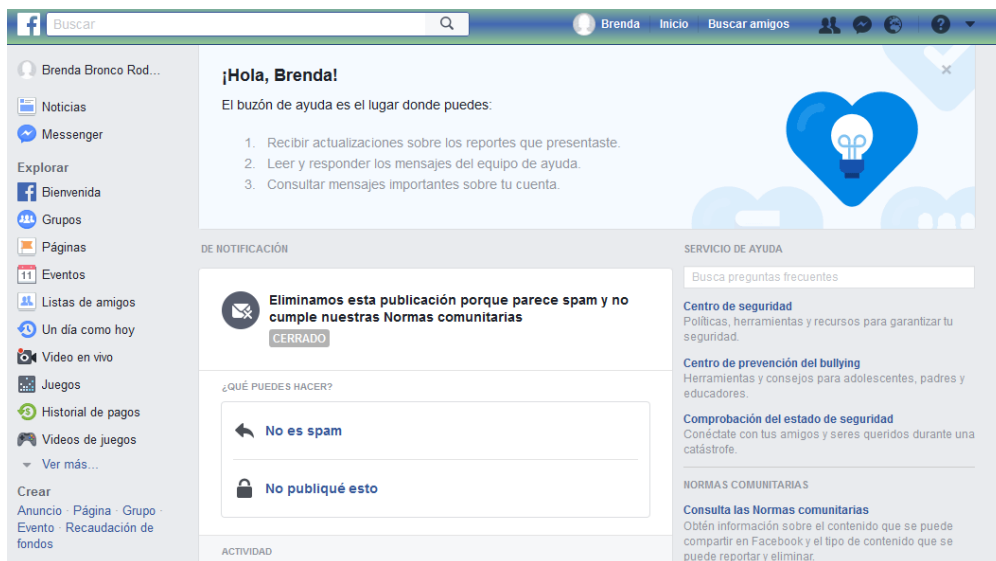 Buscar
Brenda
Inicio
Buscar amigos
Brenda Bronco Rod...
Noticias
Messenger
Explorar
Bienvenida
Grupos
Páginas
11
Eventos
Listas de amigos
Un día como hoy
Video en vivo
Juegos
Historial de pagos
Videos de juegos
Ver más...
Crear
Anuncio · Página · Grupo ·
Evento · Recaudación de
fondos
¡Hola, Brenda!
El buzón de ayuda es el lugar donde puedes:
1. Recibir actualizaciones sobre los reportes que presentaste.
2. Leer y responder los mensajes del equipo de ayuda.
3. Consultar mensajes importantes sobre tu cuenta.
DE NOTIFICACIÓN
Eliminamos esta publicación porque parece spam y no
cumple nuestras Normas comunitarias
CERRADO
¿QUÉ PUEDES HACER?
No es spam
No publiqué esto
ACTIVIDAD
SERVICIO DE AYUDA
Busca preguntas frecuentes
Centro de seguridad
Políticas, herramientas y recursos para garantizar tu
seguridad.
Centro de prevención del bullying
Herramientas y consejos para adolescentes, padres y
educadores.
Comprobación del estado de seguridad
Conéctate con tus amigos y seres queridos durante una
catástrofe.
NORMAS COMUNITARIAS
Consulta las Normas comunitarias
Obtén información sobre el contenido que se puede
compartir en Facebook y el tipo de contenido que se
puede reportar y eliminar.